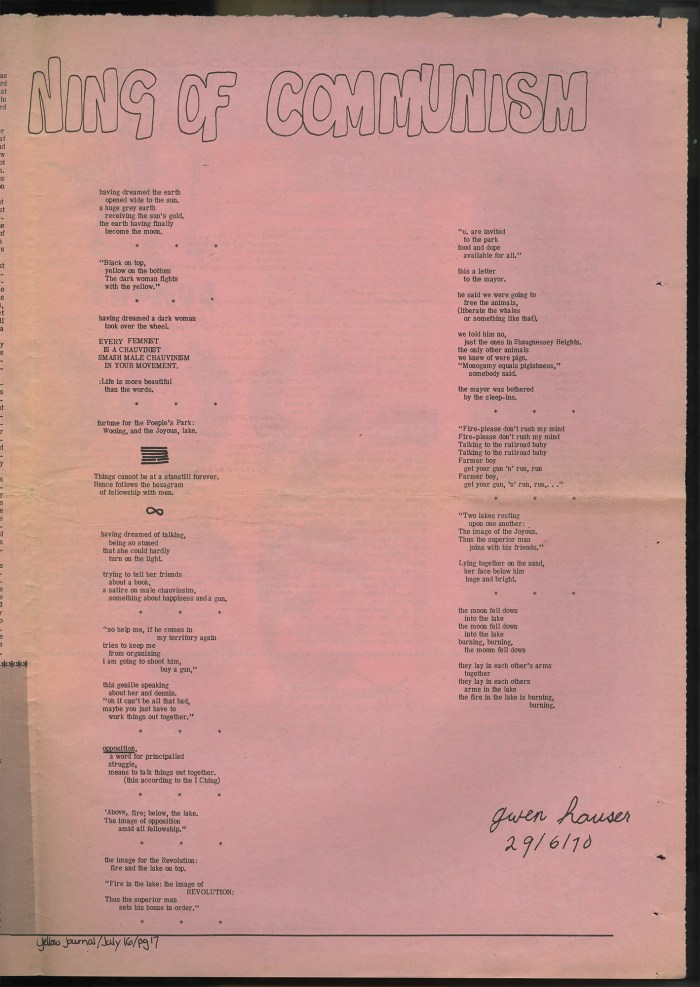 NING OF COMMUNISM
having dreamed the earth
opened wide to the sun.
a huge grey earth
receiving the sun's gold.
the earth having finally
become the moon.
* * *
"Black on top,
yellow on the bottom
The dark woman fights
with the yellow."
* * *
having dreamed a dark woman
took over the wheel.
EVERY FEMNIST
IS A CHAUVINIST
SMASH MALE CHAUVINISM
IN YOUR MOVEMENT.
:Life is more beautiful
than the words.
* * *
fortune for the Poeple's Park:
Wooing, and the Joyous, lake.
Things cannot be at a stanstill forever.
Hence follows the hexagram
of fellowship with men.
∞
having dreamed of talking,
being so stoned
that she could hardly
turn on the light.
trying to tell her friends
about a book,
a satire on male chauvinsim,
something about happiness and a gun.
* * *
"so help me, if he comes in
my territory again
tries to keep me
from organizing
i am going to shoot him,
buy a gun,"
this genille speaking
about her and dennis.
"oh it can't be all that bad,
maybe you just have to
work things out together."
* * *
opposition,
a word for principalled
struggle,
means to talk things out together.
(this according to the I Ching)
* * *
'Above, fire; below, the lake.
The image of opposition
amid all fellowship."
* * *
the image for the Revolution:
fire and the lake on top.
"Fire in the lake: the image of
REVOLUTION:
Thus the superior man
sets his house in order."
* * *
"u. are invited
to the park
food and dope
available for all."
this a letter
to the mayor.
he said we were going to
free the animals,
(liberate the whales
or something like that).
we told him no,
just the ones in Shaugnessey Heights.
the only other animals
we knew of were pigs.
"Monogamy equals pigishness,"
somebody said.
the mayor was bothered
by the sleep-ins.
* * *
"Fire-please don't rush my mind
Fire-please don't rush my mind
Talking to the railroad baby
Talking to the railroad baby
Farmer boy
get your gun 'n' run, run
Farmer boy,
get your gun, 'n' run, run,. . ."
* * *
"Two lakes resting
upon one another:
The image of the Joyous.
Thus the superior man
joins with his friends."
Lying together on the sand,
her face below him
huge and bright.
* * *
the moon fell down
into the lake
the moon fell down
into the lake
burning, burning,
the moom fell down
they lay in each other's arms
together
they lay in each others
arms in the lake
the fire in the lake is burning,
burning.
gwen hauser
29/6/70
yellow journal/July 16/pg 17